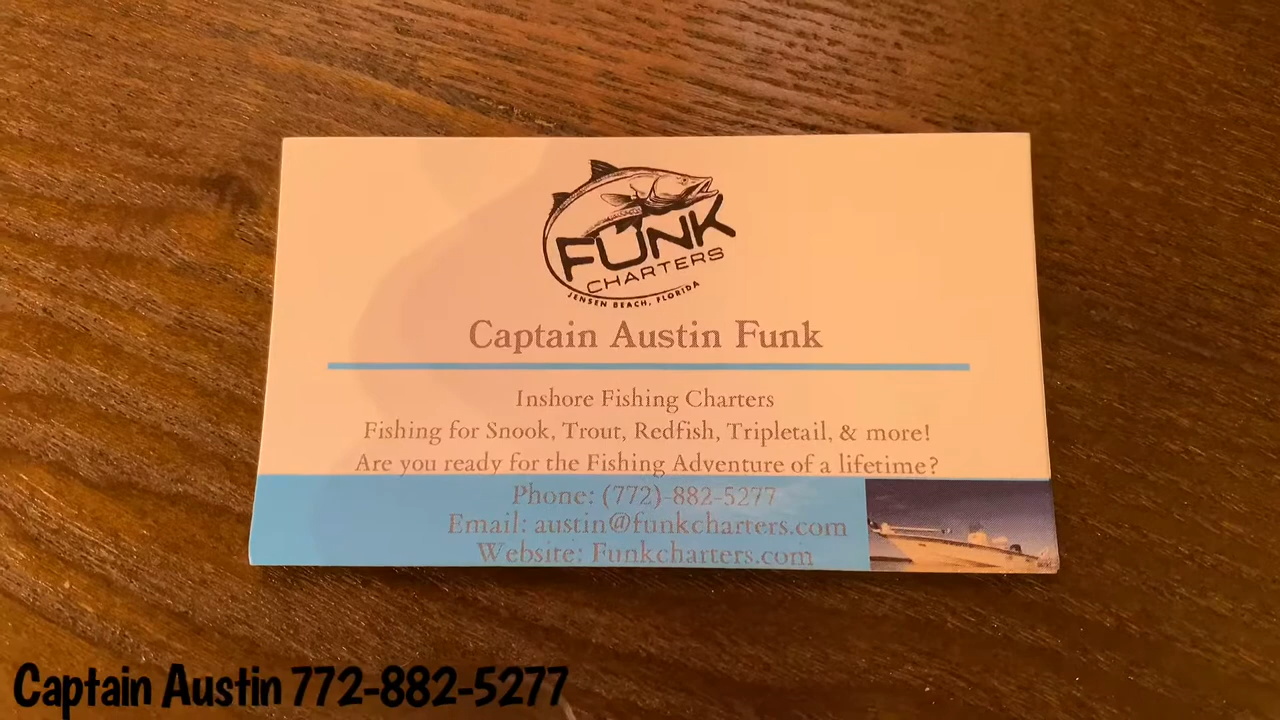 FUNK
CHARTERS
JENSEN BEACH, FLORIDA
Captain Austin Funk
Inshore Fishing Charters
Fishing for Snook, Trout, Redfish, Tripletail, & more!
Are you ready for the Fishing Adventure of a lifetime?
Phone: (772)-882-5277
Email: austin@funkcharters.com
Website: Funkcharters.com
Captain Austin 772-882-5277